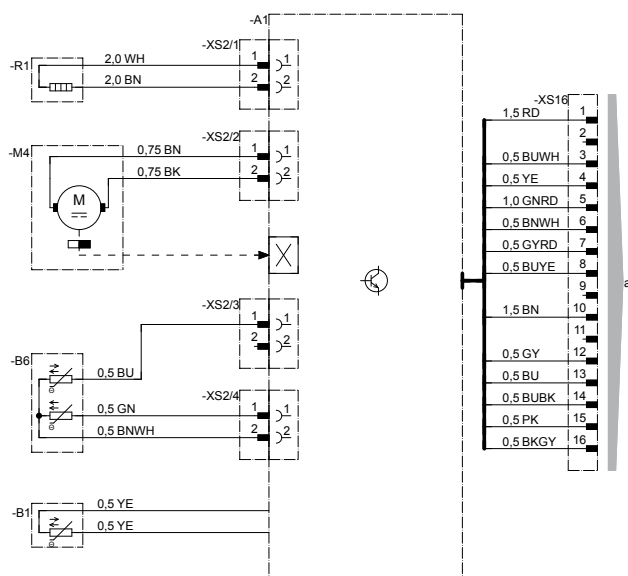 -A1
-XS2/1
-R1
2,0 WH
1
1
2,0 BN
2
2
-XS16
1,5 RD
1
2
-XS2/2
-M4
0,75 BN
1
1
0,5 BUWH
3
0,75 BK
2
2
0,5 YE
4
M
1,0 GNRD
5
0,5 BNWH
6
0,5 GYRD
7
0,5 BUYE
8
a
9
-XS2/3
1,5 BN
10
1
1
11
2
2
-B6
0,5 BU
0,5 GY
12
0,5 BU
13
-XS2/4
0,5 GN
1
1
0,5 BUBK
14
0,5 BNWH
2
2
0,5 PK
15
0,5 BKGY
16
-B1
0,5 YE
0,5 YE